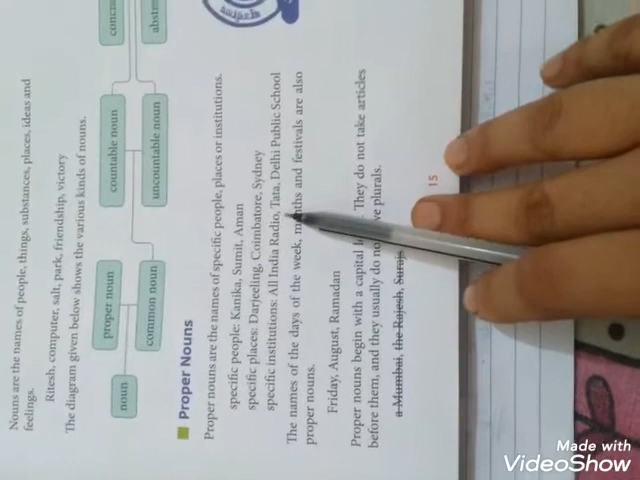 Nouns are the names of people, things, substances, places, ideas and
feelings.
Ritesh, computer, salt, park, friendship, victory
The diagram given below shows the various kinds of nouns.
noun
proper noun
common noun
countable noun
uncountable noun
Proper Nouns
Proper nouns are the names of specific people, places or institutions.
specific people: Kanika, Sumit, Aman
specific places: Darjeeling, Coimbatore, Sydney
specific institutions: All India Radio, Tata, Delhi Public School
The names of the days of the week, months and festivals are also
proper nouns.
Friday, August, Ramadan
Proper nouns begin with a capital They do not take articles
before them, and they usually do plurals.
a Mumbai, the Rajesh,
15
Made with
VideoShow